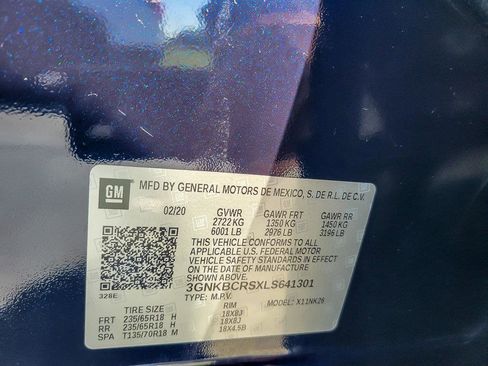 GM
MFD BY GENERAL MOTORS DE MEXICO, S. DE R.L. DE C.V.
02/20 GVWR GAWR FRT GAWR RR
2722 KG 1350 KG 1450 KG
6001 LB 2976 LB 3196 LB
THIS VEHICLE CONFORMS TO ALL
APPLICABLE U.S. FEDERAL MOTOR
VEHICLE SAFETY STANDARDS IN EFFECT
ON THE DATE OF MANUFACTURE SHOWN ABOVE.
3GNKBCRSXLS641301
328E TYPE: M.P.V. MODEL: X11NK26
TIRE SIZE RIM
FRT 235/65R18 H 18X8J
RR 235/65R18 H 18X8J
SPA T135/70R18 M 18X4.5B